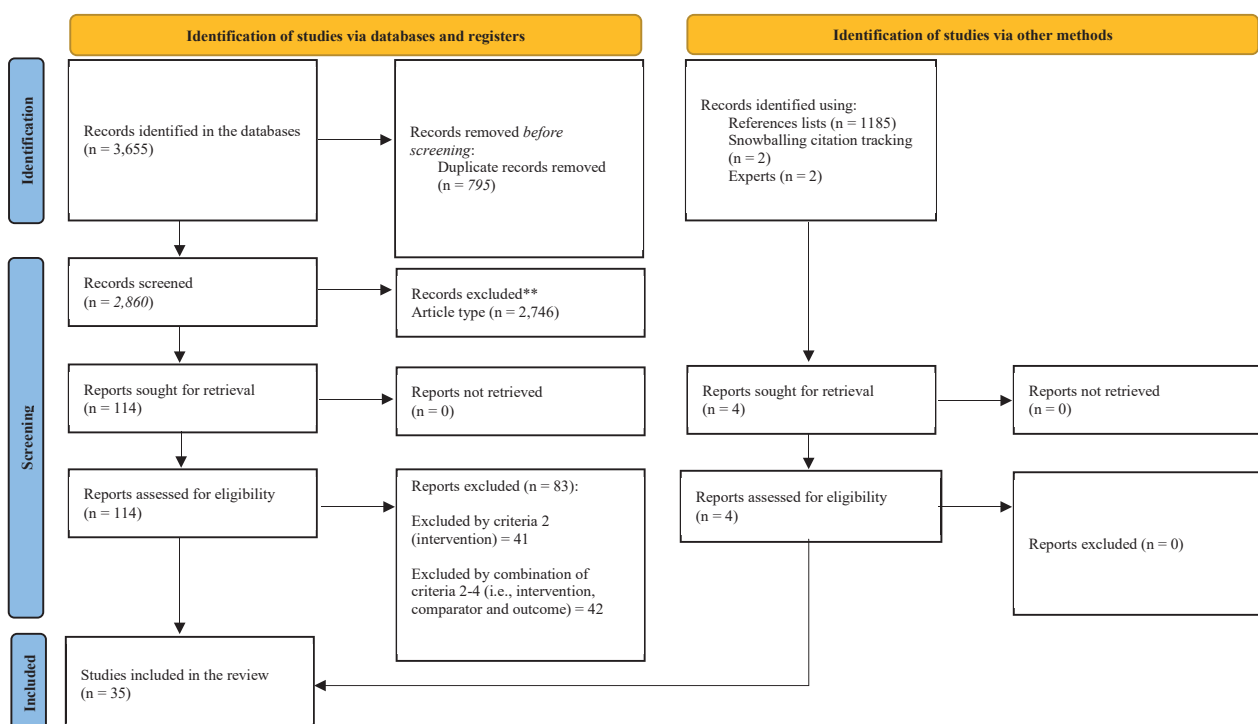 Identification of studies via databases and registers
Identification of studies via other methods
Identification
Records identified in the databases
(n = 3,655)
Records removed before
screening:
Duplicate records removed
(n = 795)
Records identified using:
References lists (n = 1185)
Snowballing citation tracking
(n = 2)
Experts (n = 2)
Screening
Records screened
(n = 2,860)
Records excluded**
Article type (n = 2,746)
Reports sought for retrieval
(n = 114)
Reports not retrieved
(n = 0)
Reports sought for retrieval
(n = 4)
Reports not retrieved
(n = 0)
Reports assessed for eligibility
(n = 114)
Reports excluded (n = 83):
Excluded by criteria 2
(intervention) = 41
Excluded by combination of
criteria 2-4 (i.e., intervention,
comparator and outcome) = 42
Reports assessed for eligibility
(n = 4)
Reports excluded (n = 0)
Included
Studies included in the review
(n = 35)